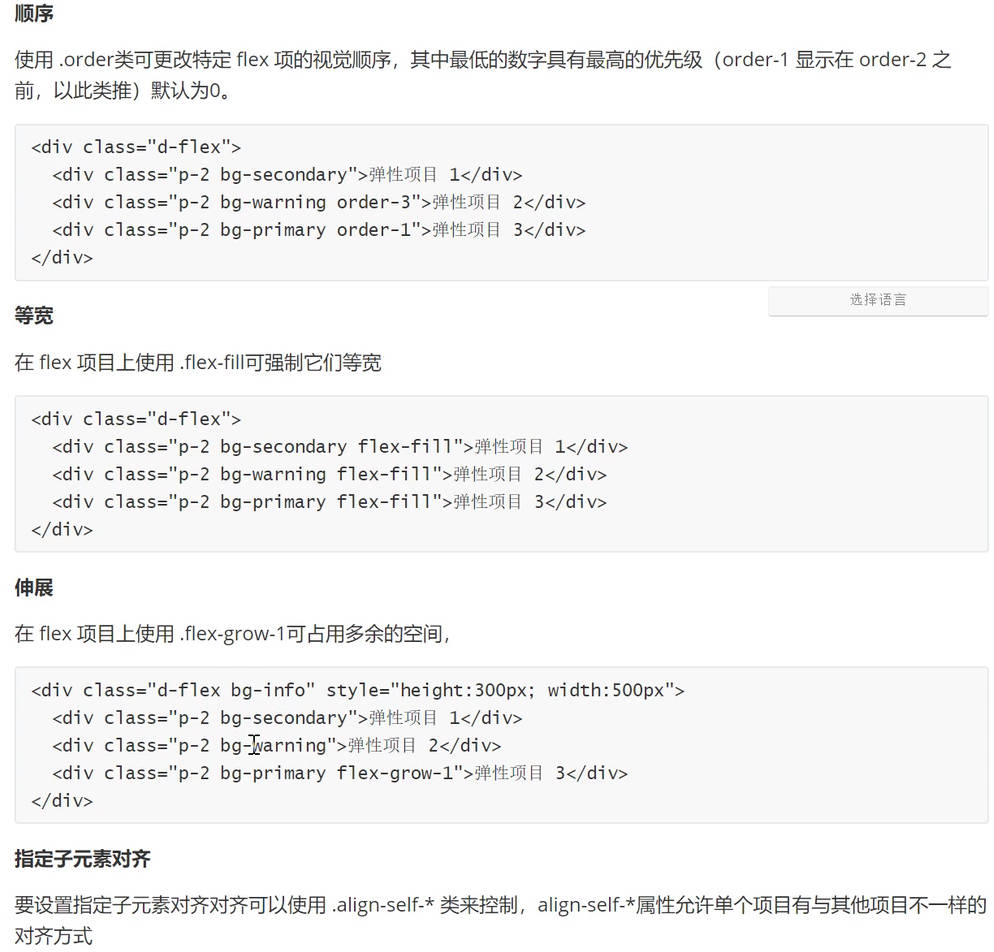 顺序
使用 .order类可更改特定 flex 项的视觉顺序，其中最低的数字具有最高的优先级（order-1 显示在 order-2 之
前，以此类推）默认为0。
<div class="d-flex">
  <div class="p-2 bg-secondary">弹性项目 1</div>
  <div class="p-2 bg-warning order-3">弹性项目 2</div>
  <div class="p-2 bg-primary order-1">弹性项目 3</div>
</div>
选择语言
等宽
在 flex 项目上使用 .flex-fill可强制它们等宽
<div class="d-flex">
  <div class="p-2 bg-secondary flex-fill">弹性项目 1</div>
  <div class="p-2 bg-warning flex-fill">弹性项目 2</div>
  <div class="p-2 bg-primary flex-fill">弹性项目 3</div>
</div>
伸展
在 flex 项目上使用 .flex-grow-1可占用多余的空间，
<div class="d-flex bg-info" style="height:300px; width:500px">
  <div class="p-2 bg-secondary">弹性项目 1</div>
  <div class="p-2 bg-warning">弹性项目 2</div>
  <div class="p-2 bg-primary flex-grow-1">弹性项目 3</div>
</div>
指定子元素对齐
要设置指定子元素对齐对齐可以使用 .align-self-* 类来控制，align-self-*属性允许单个项目有与其他项目不一样的
对齐方式